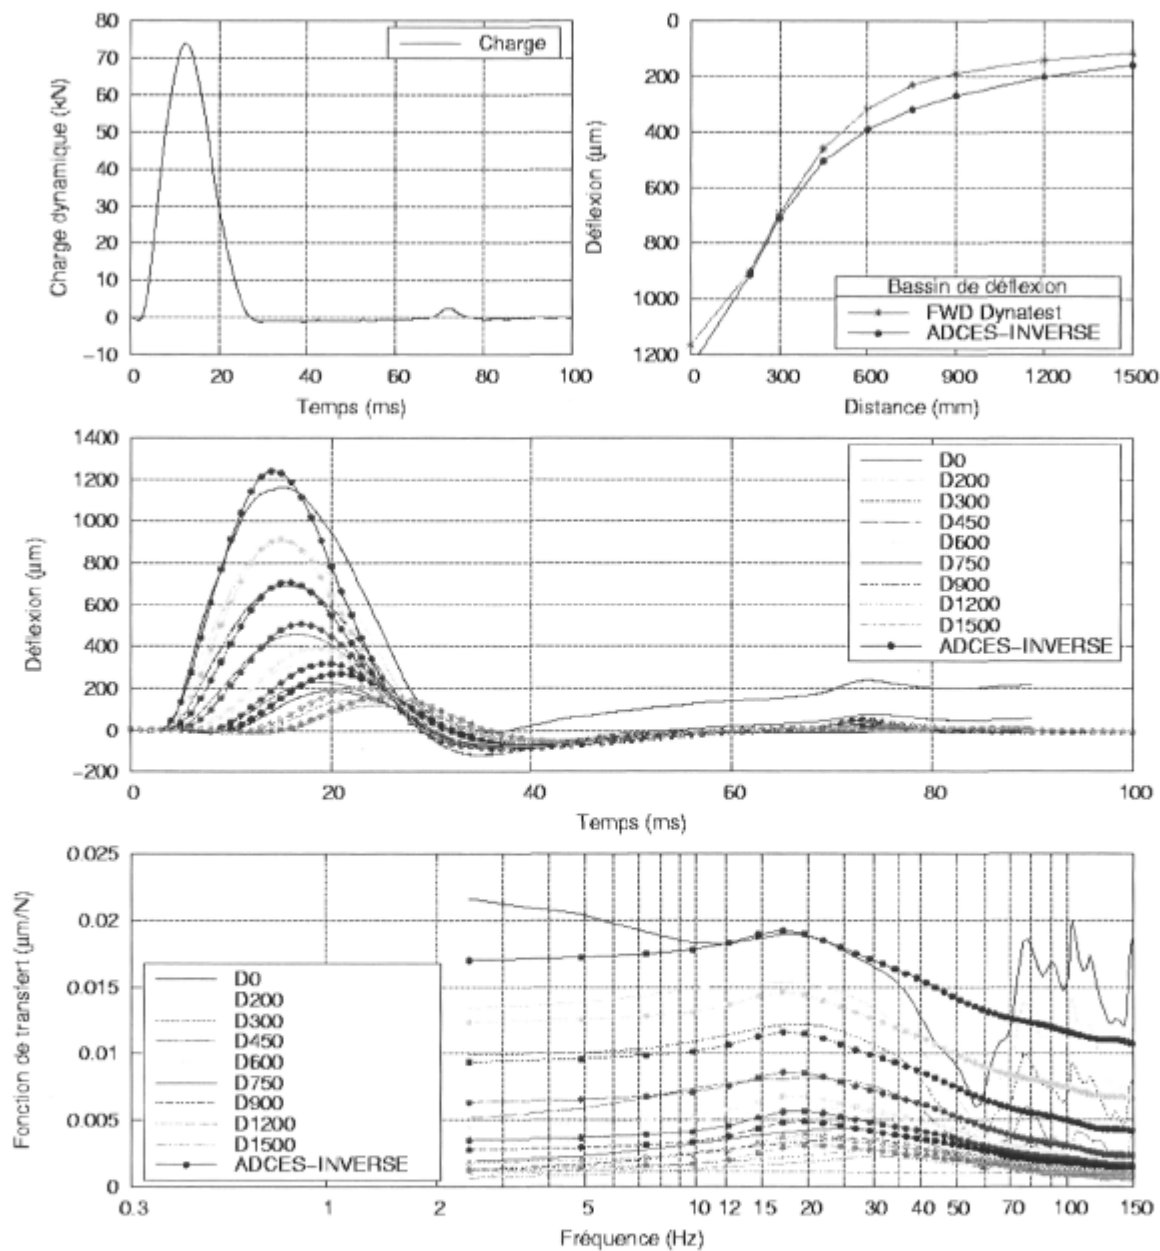 80
70
60
50
40
30
20
10
0
-10
Charge dynamique (kN)
Charge
0 20 40 60 80 100
Temps (ms)
0
200
400
600
800
1000
1200
Déflexion (µm)
Bassin de déflexion
FWD Dynatest
ADCES-INVERSE
0 300 600 900 1200 1500
Distance (mm)
1400
1200
1000
800
600
400
200
0
-200
Déflexion (µm)
D0
D200
D300
D450
D600
D750
D900
D1200
D1500
ADCES-INVERSE
0 20 40 60 80 100
Temps (ms)
0.025
0.02
0.015
0.01
0.005
0
Fonction de transfert (µm/N)
D0
D200
D300
D450
D600
D750
D900
D1200
D1500
ADCES-INVERSE
0.3 1 2 5 10 12 15 20 30 40 50 70 100 150
Fréquence (Hz)